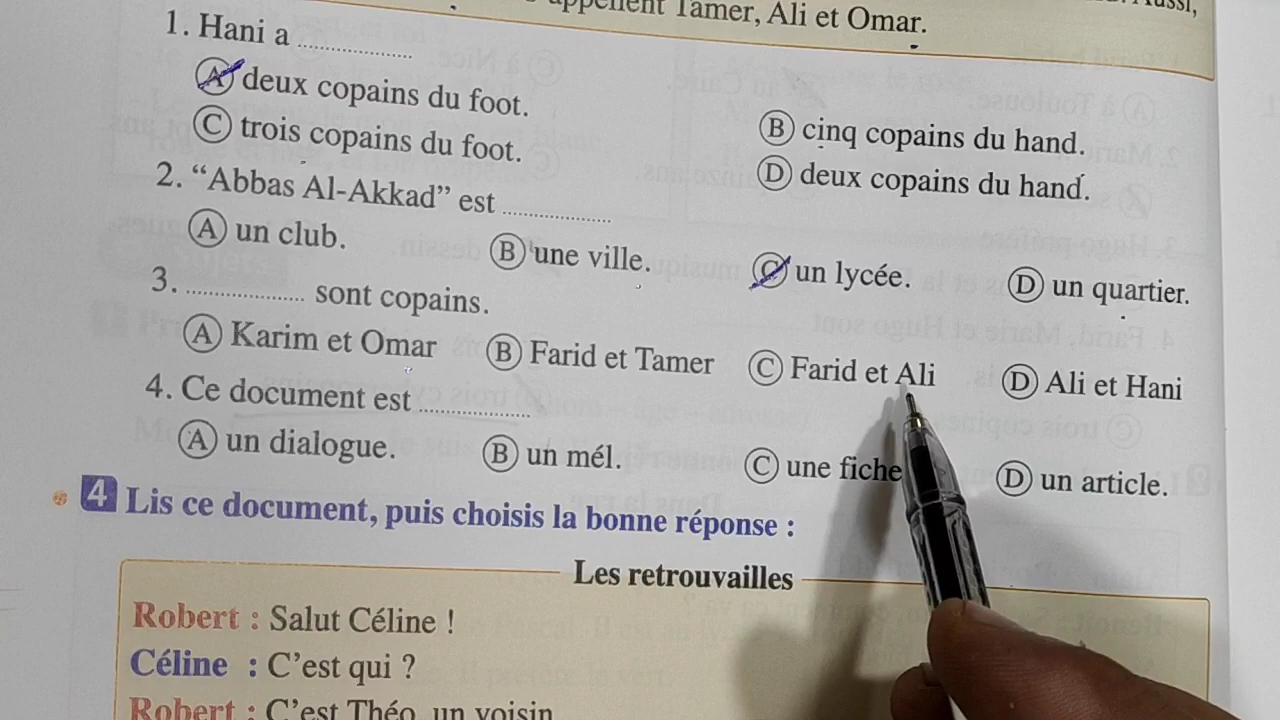 Aussi,
appellent Tamer, Ali et Omar.
1. Hani a ....................
A deux copains du foot.
B cinq copains du hand.
C trois copains du foot.
D deux copains du hand.
2. “Abbas Al-Akkad” est ....................
A un club. B une ville. C un lycée. D un quartier.
3. .................... sont copains.
A Karim et Omar B Farid et Tamer C Farid et Ali D Ali et Hani
4. Ce document est ....................
A un dialogue. B un mél. C une fiche D un article.
4 Lis ce document, puis choisis la bonne réponse :
Les retrouvailles
Robert : Salut Céline !
Céline : C’est qui ?
Robert : C’est Théo, un voisin